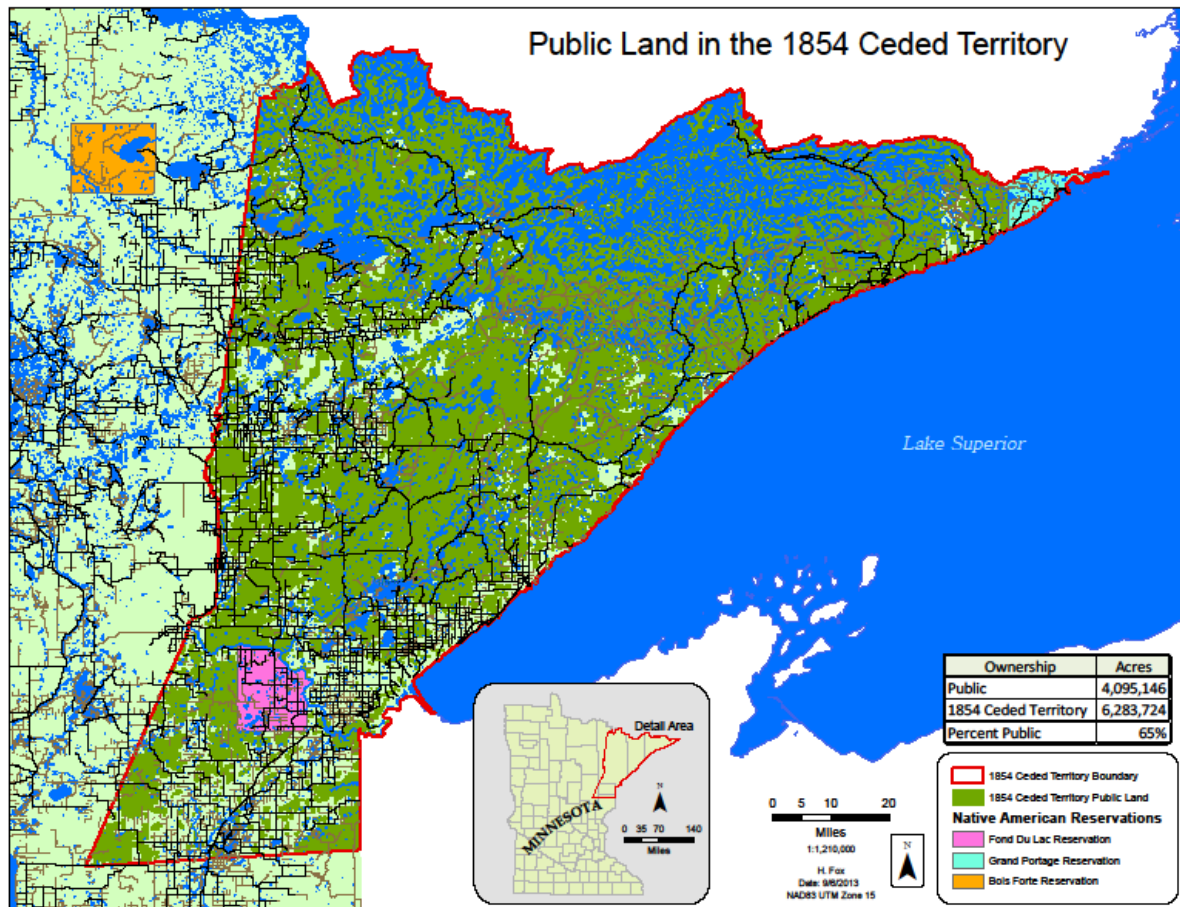 Public Land in the 1854 Ceded Territory
Lake Superior
Ownership Acres
Public 4,095,146
1854 Ceded Territory 6,283,724
Percent Public 65%
Detail Area
MINNESOTA
N
0 35 70 140
Miles
0 5 10 20
Miles
1:1,210,000
H. Fox
Date: 9/6/2013
NAD83 UTM Zone 15
N
1854 Ceded Territory Boundary
1854 Ceded Territory Public Land
Native American Reservations
Fond Du Lac Reservation
Grand Portage Reservation
Bois Forte Reservation